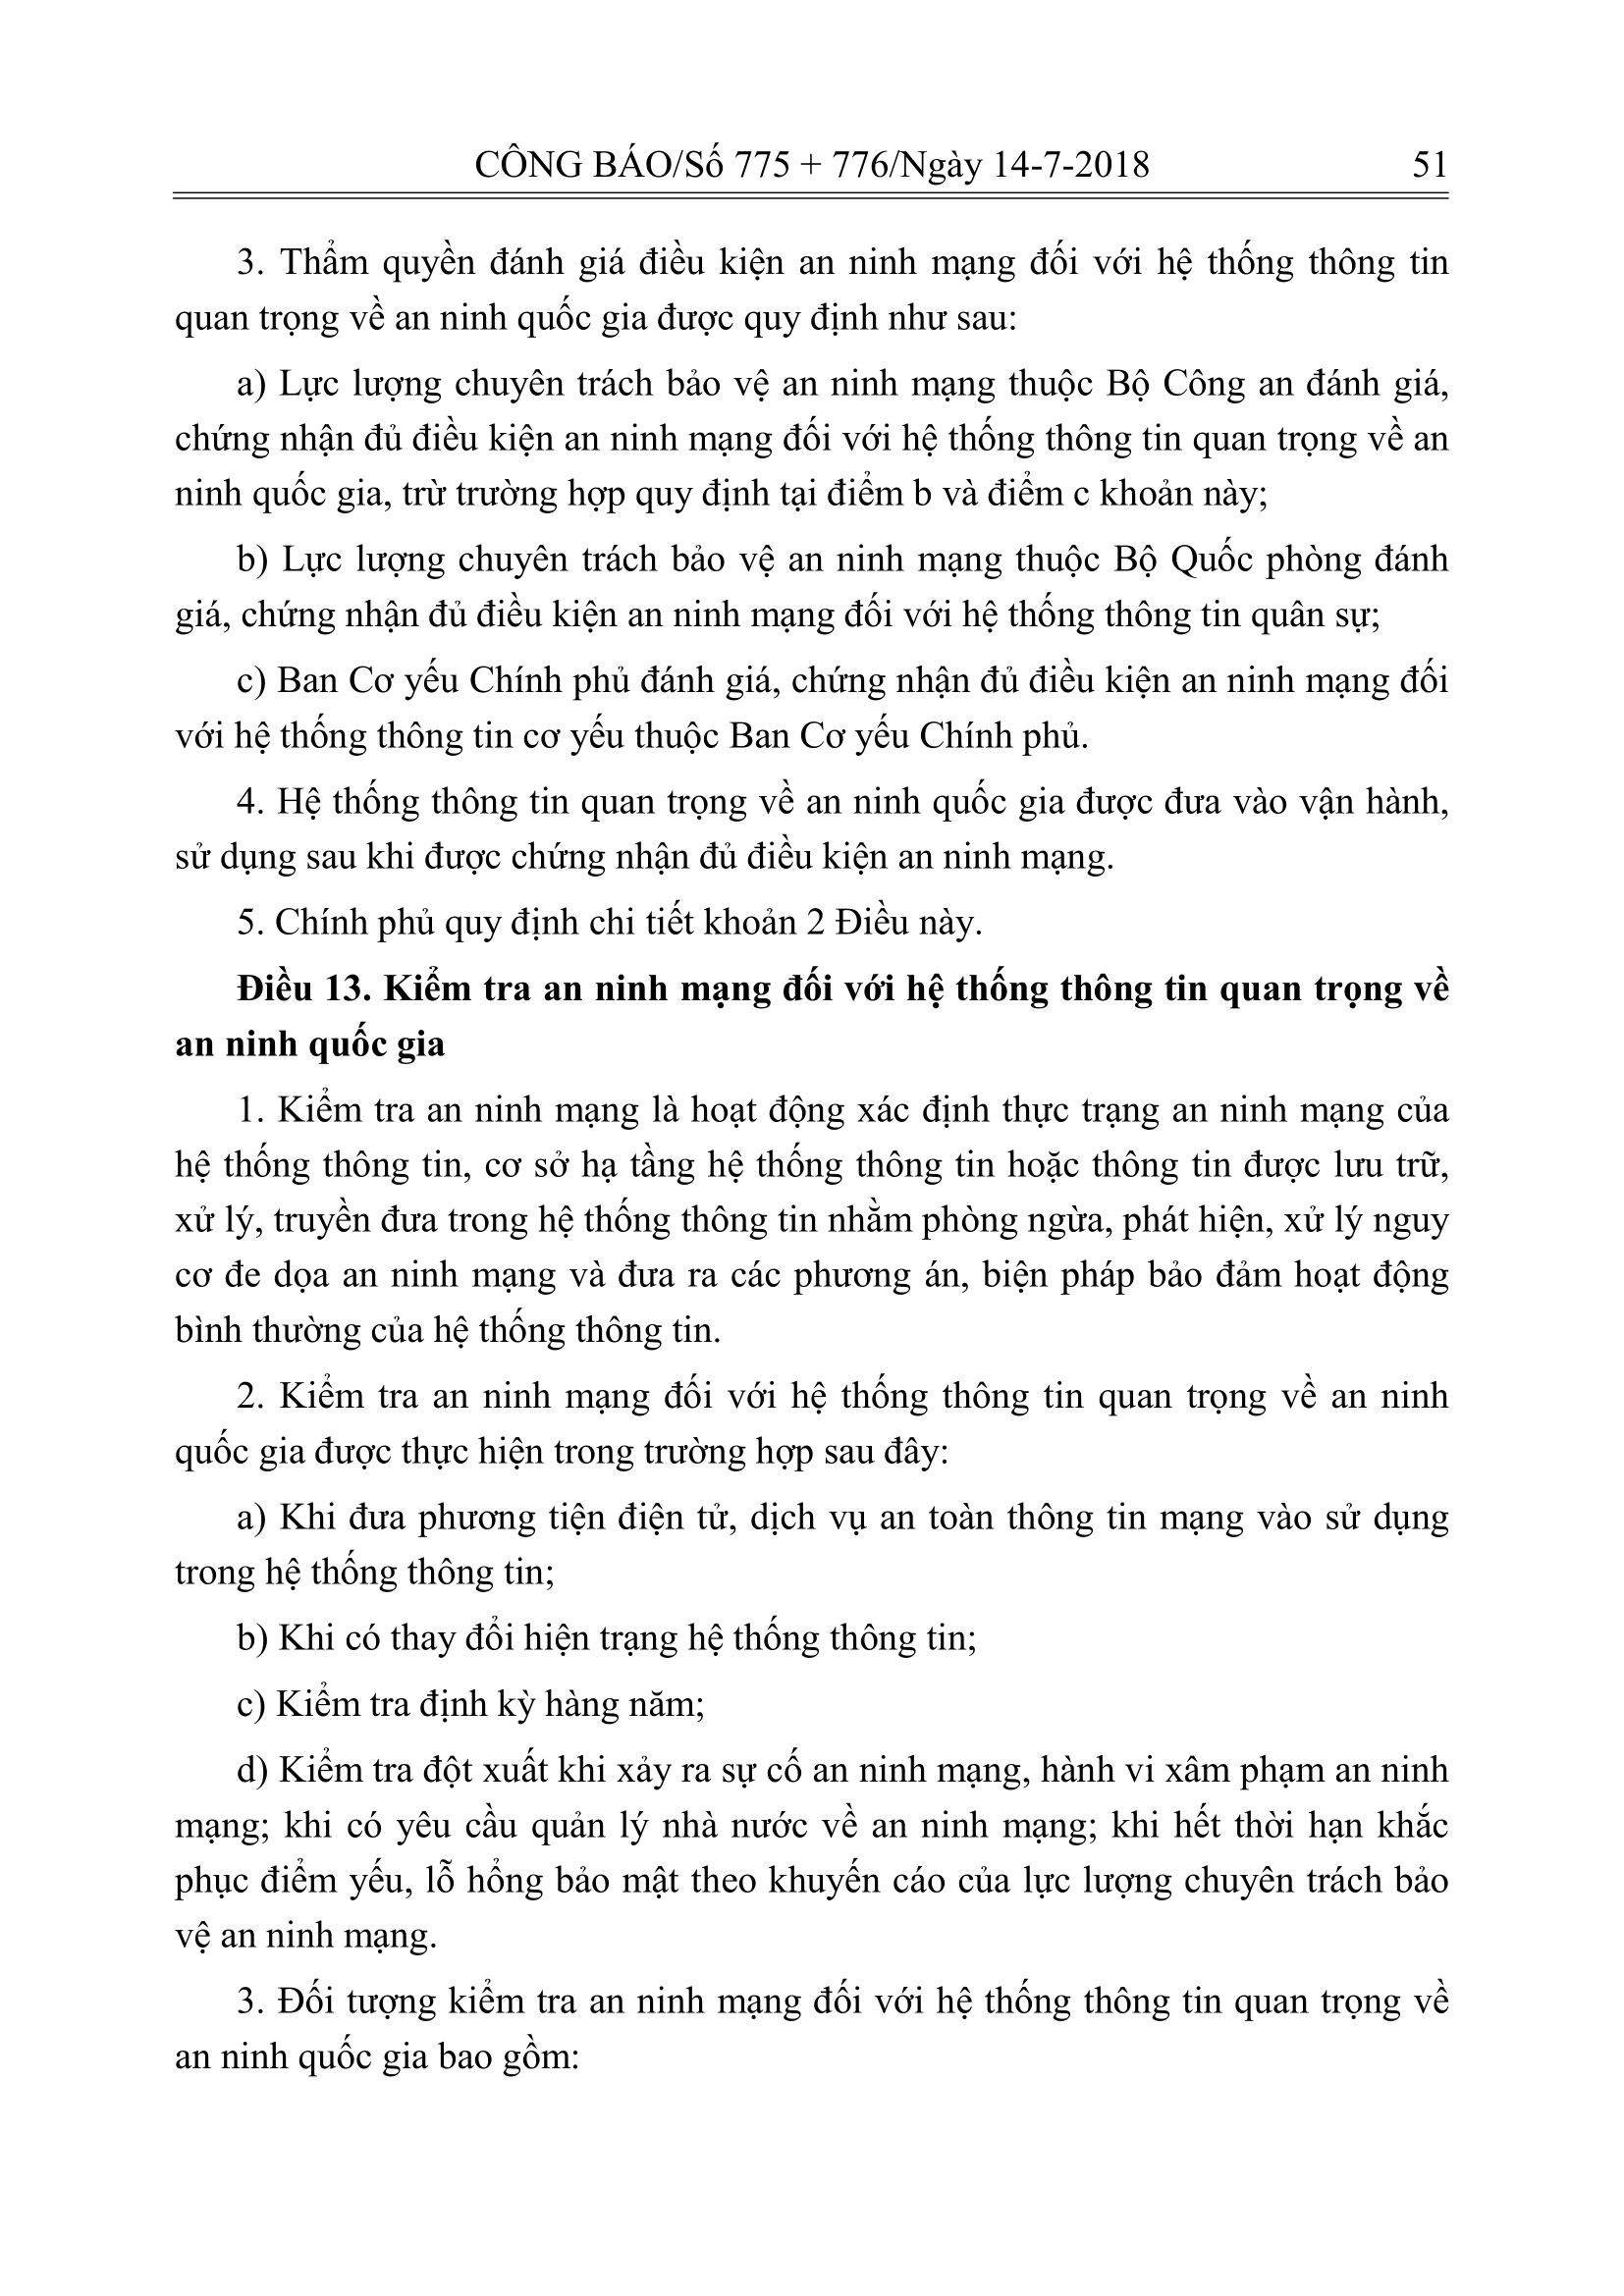 CÔNG BÁO/Số 775 + 776/Ngày 14-7-2018 51
3. Thẩm quyền đánh giá điều kiện an ninh mạng đối với hệ thống thông tin
quan trọng về an ninh quốc gia được quy định như sau:
a) Lực lượng chuyên trách bảo vệ an ninh mạng thuộc Bộ Công an đánh giá,
chứng nhận đủ điều kiện an ninh mạng đối với hệ thống thông tin quan trọng về an
ninh quốc gia, trừ trường hợp quy định tại điểm b và điểm c khoản này;
b) Lực lượng chuyên trách bảo vệ an ninh mạng thuộc Bộ Quốc phòng đánh
giá, chứng nhận đủ điều kiện an ninh mạng đối với hệ thống thông tin quân sự;
c) Ban Cơ yếu Chính phủ đánh giá, chứng nhận đủ điều kiện an ninh mạng đối
với hệ thống thông tin cơ yếu thuộc Ban Cơ yếu Chính phủ.
4. Hệ thống thông tin quan trọng về an ninh quốc gia được đưa vào vận hành,
sử dụng sau khi được chứng nhận đủ điều kiện an ninh mạng.
5. Chính phủ quy định chi tiết khoản 2 Điều này.
Điều 13. Kiểm tra an ninh mạng đối với hệ thống thông tin quan trọng về
an ninh quốc gia
1. Kiểm tra an ninh mạng là hoạt động xác định thực trạng an ninh mạng của
hệ thống thông tin, cơ sở hạ tầng hệ thống thông tin hoặc thông tin được lưu trữ,
xử lý, truyền đưa trong hệ thống thông tin nhằm phòng ngừa, phát hiện, xử lý nguy
cơ đe dọa an ninh mạng và đưa ra các phương án, biện pháp bảo đảm hoạt động
bình thường của hệ thống thông tin.
2. Kiểm tra an ninh mạng đối với hệ thống thông tin quan trọng về an ninh
quốc gia được thực hiện trong trường hợp sau đây:
a) Khi đưa phương tiện điện tử, dịch vụ an toàn thông tin mạng vào sử dụng
trong hệ thống thông tin;
b) Khi có thay đổi hiện trạng hệ thống thông tin;
c) Kiểm tra định kỳ hàng năm;
d) Kiểm tra đột xuất khi xảy ra sự cố an ninh mạng, hành vi xâm phạm an ninh
mạng; khi có yêu cầu quản lý nhà nước về an ninh mạng; khi hết thời hạn khắc
phục điểm yếu, lỗ hổng bảo mật theo khuyến cáo của lực lượng chuyên trách bảo
vệ an ninh mạng.
3. Đối tượng kiểm tra an ninh mạng đối với hệ thống thông tin quan trọng về
an ninh quốc gia bao gồm: